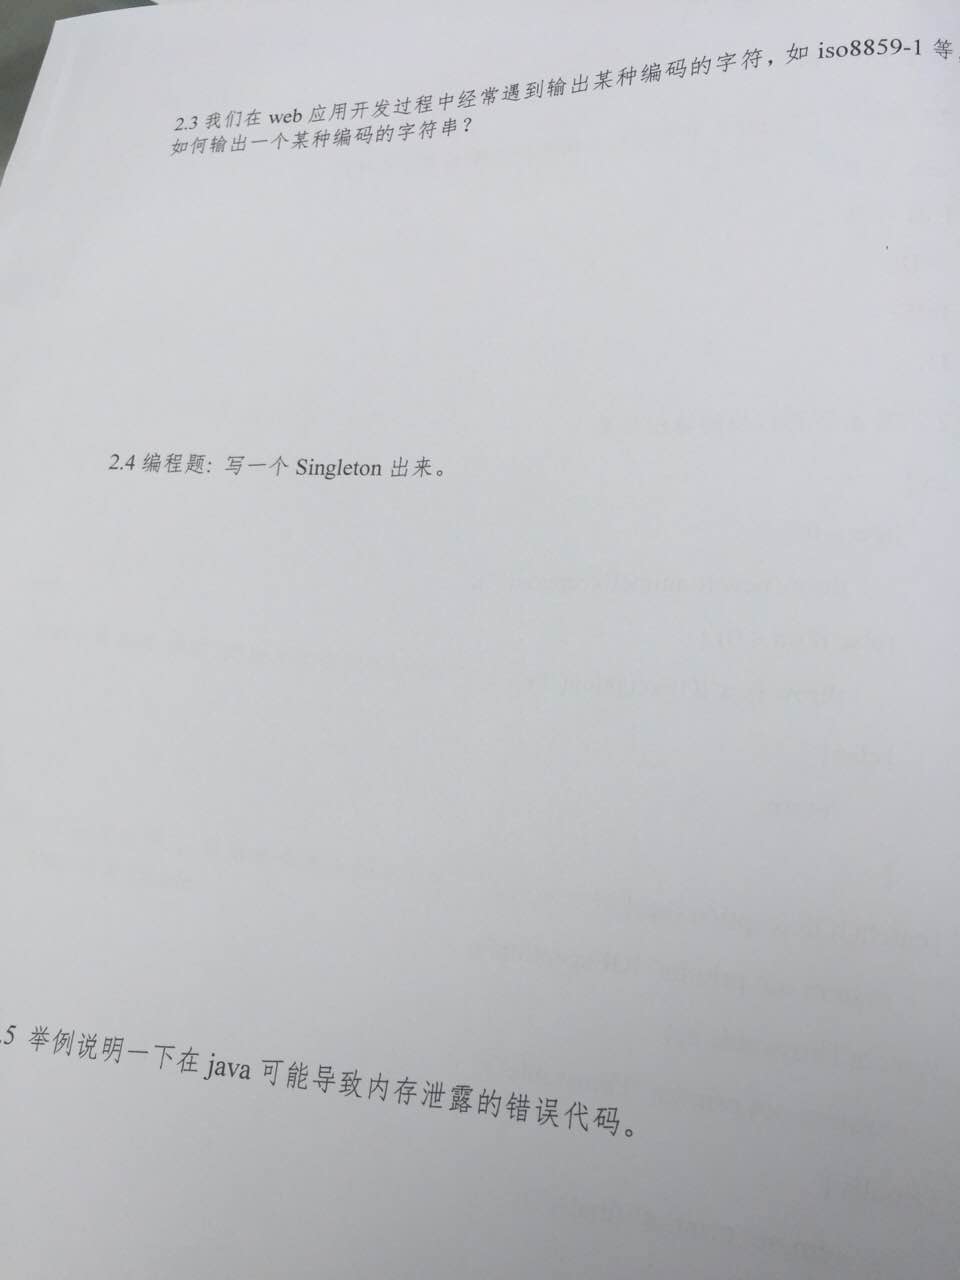 2.3 我们在 web 应用开发过程中经常遇到输出某种编码的字符，如 iso8859-1 等，
如何输出一个某种编码的字符串？
2.4 编程题: 写一个 Singleton 出来。
.5 举例说明一下在 java 可能导致内存泄露的错误代码。